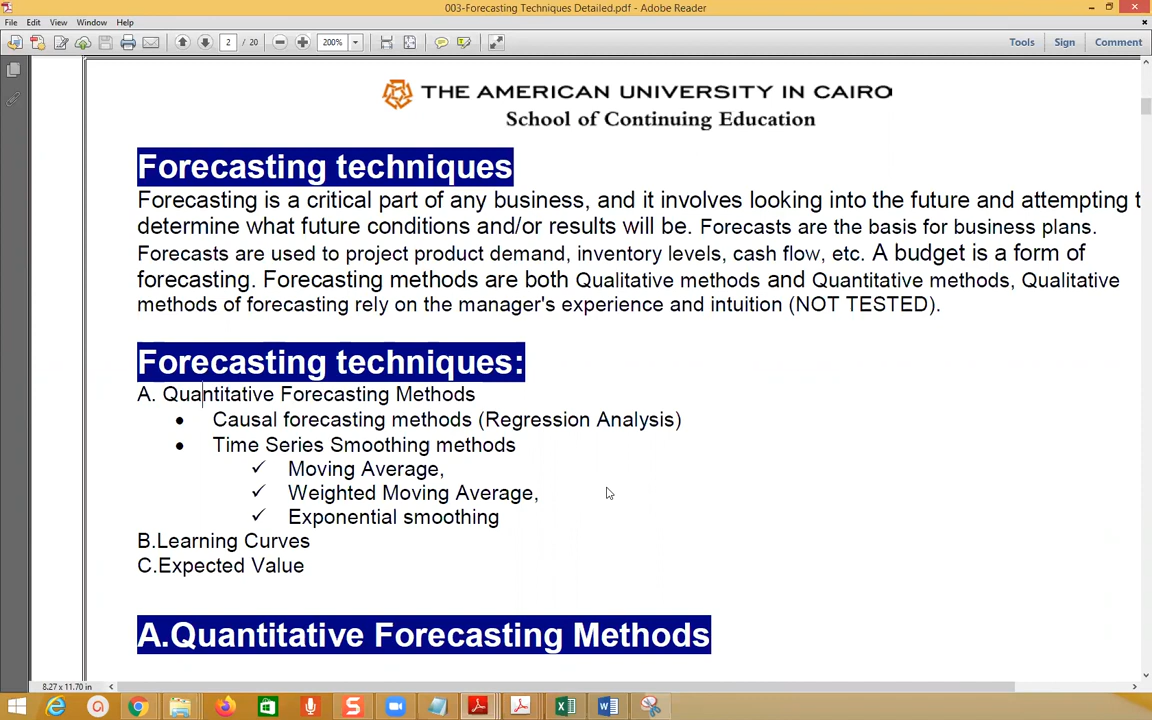 003-Forecasting Techniques Detailed.pdf - Adobe Reader
File Edit View Window Help
2 / 20 200% Tools Sign Comment
THE AMERICAN UNIVERSITY IN CAIRO
School of Continuing Education
Forecasting techniques
Forecasting is a critical part of any business, and it involves looking into the future and attempting t
determine what future conditions and/or results will be. Forecasts are the basis for business plans.
Forecasts are used to project product demand, inventory levels, cash flow, etc. A budget is a form of
forecasting. Forecasting methods are both Qualitative methods and Quantitative methods, Qualitative
methods of forecasting rely on the manager's experience and intuition (NOT TESTED).
Forecasting techniques:
A. Quantitative Forecasting Methods
• Causal forecasting methods (Regression Analysis)
• Time Series Smoothing methods
✓ Moving Average,
✓ Weighted Moving Average,
✓ Exponential smoothing
B.Learning Curves
C.Expected Value
A.Quantitative Forecasting Methods
8.27 x 11.70 in